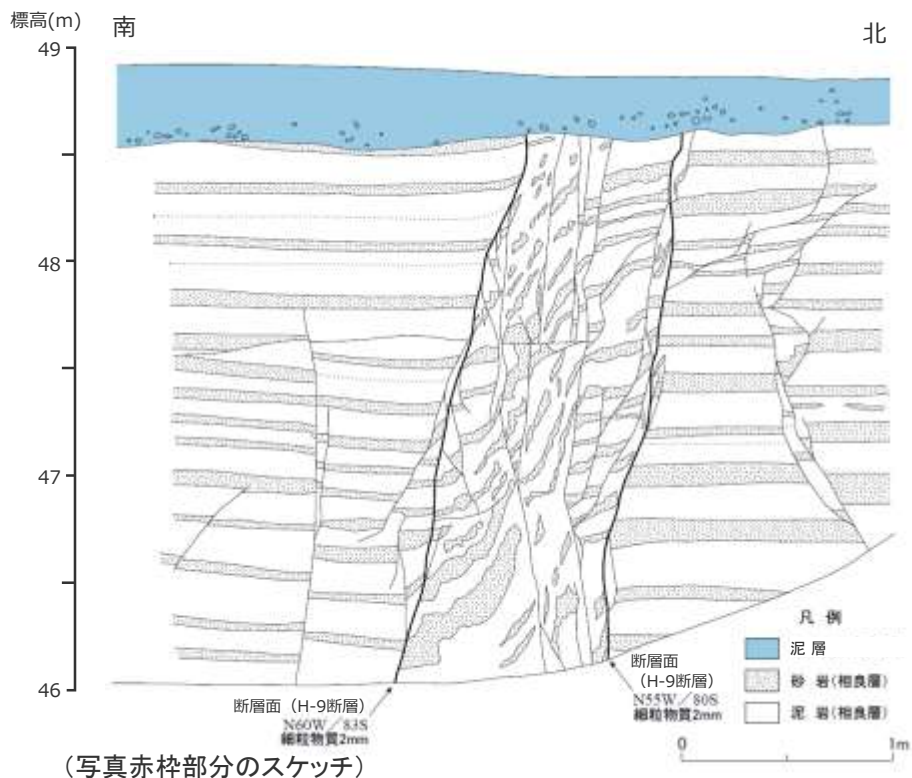 標高(m)
南
北
49
48
47
46
凡 例
泥 層
砂 岩(相良層)
泥 岩(相良層)
断層面
(H-9断層)
N55W/80S
細粒物質2mm
断層面 (H-9断層)
N60W/83S
細粒物質2mm
0
1m
(写真赤枠部分のスケッチ)